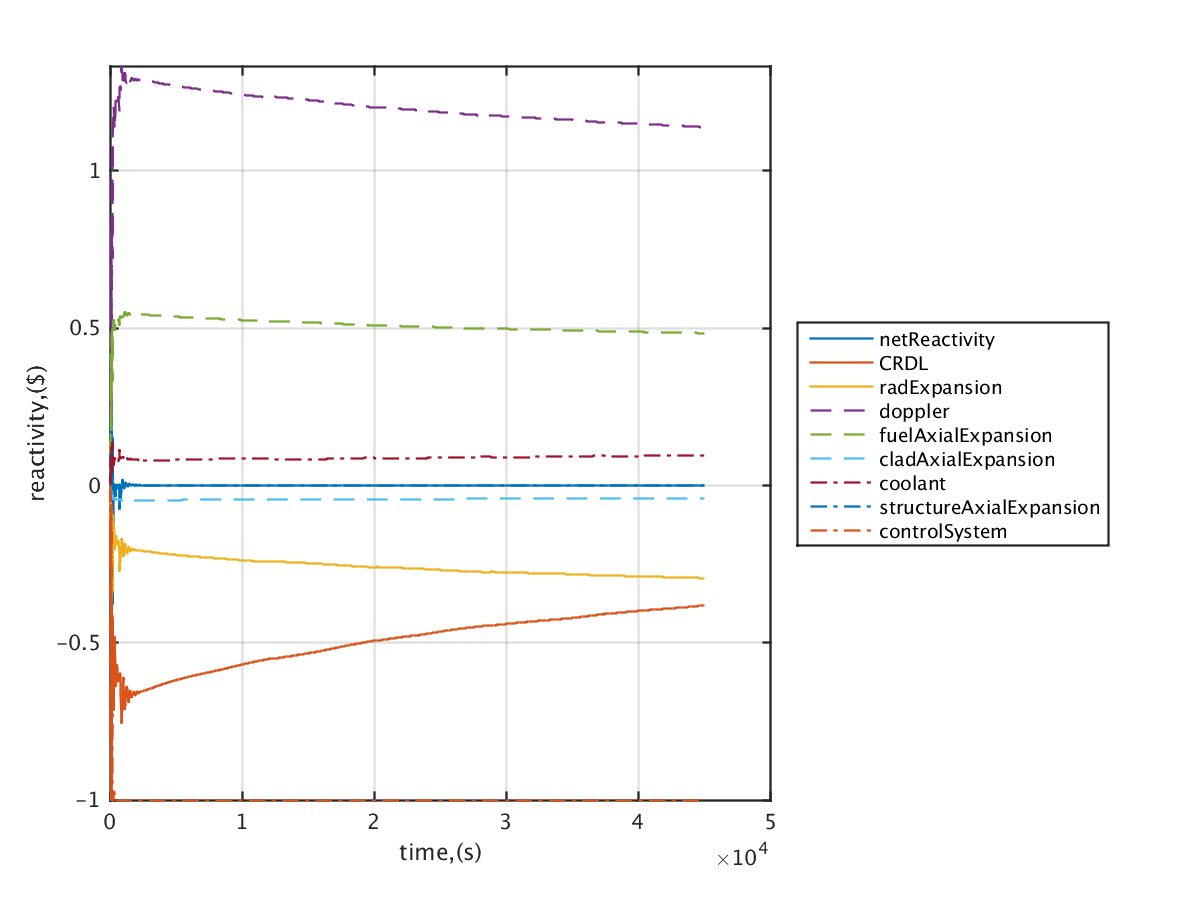 1
0.5
0
-0.5
-1
reactivity,($)
0 1 2 3 4 5
time,(s)
×10^4
netReactivity
CRDL
radExpansion
doppler
fuelAxialExpansion
cladAxialExpansion
coolant
structureAxialExpansion
controlSystem